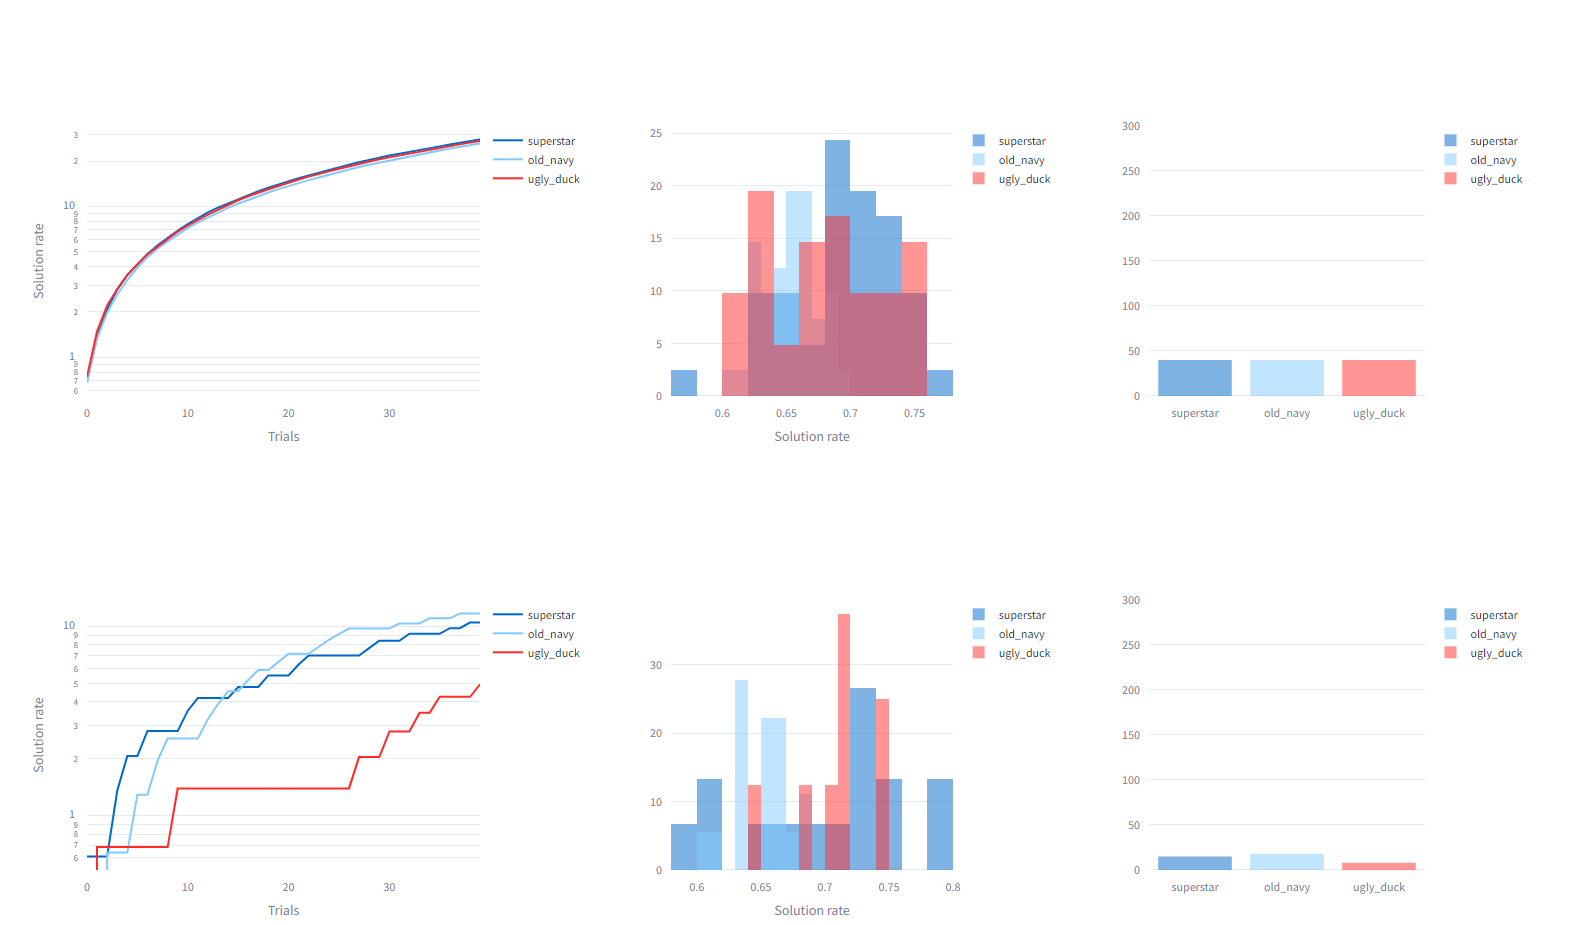 3
2
10
9
8
7
6
5
4
3
2
1
9
8
7
6
Solution rate
0
10
20
30
Trials
superstar
old_navy
ugly_duck
25
20
15
10
5
0
0.6
0.65
0.7
0.75
Solution rate
superstar
old_navy
ugly_duck
300
250
200
150
100
50
0
superstar
old_navy
ugly_duck
superstar
old_navy
ugly_duck
10
9
8
7
6
5
4
3
2
1
9
8
7
6
Solution rate
0
10
20
30
Trials
superstar
old_navy
ugly_duck
30
20
10
0
0.6
0.65
0.7
0.75
0.8
Solution rate
superstar
old_navy
ugly_duck
300
250
200
150
100
50
0
superstar
old_navy
ugly_duck
superstar
old_navy
ugly_duck